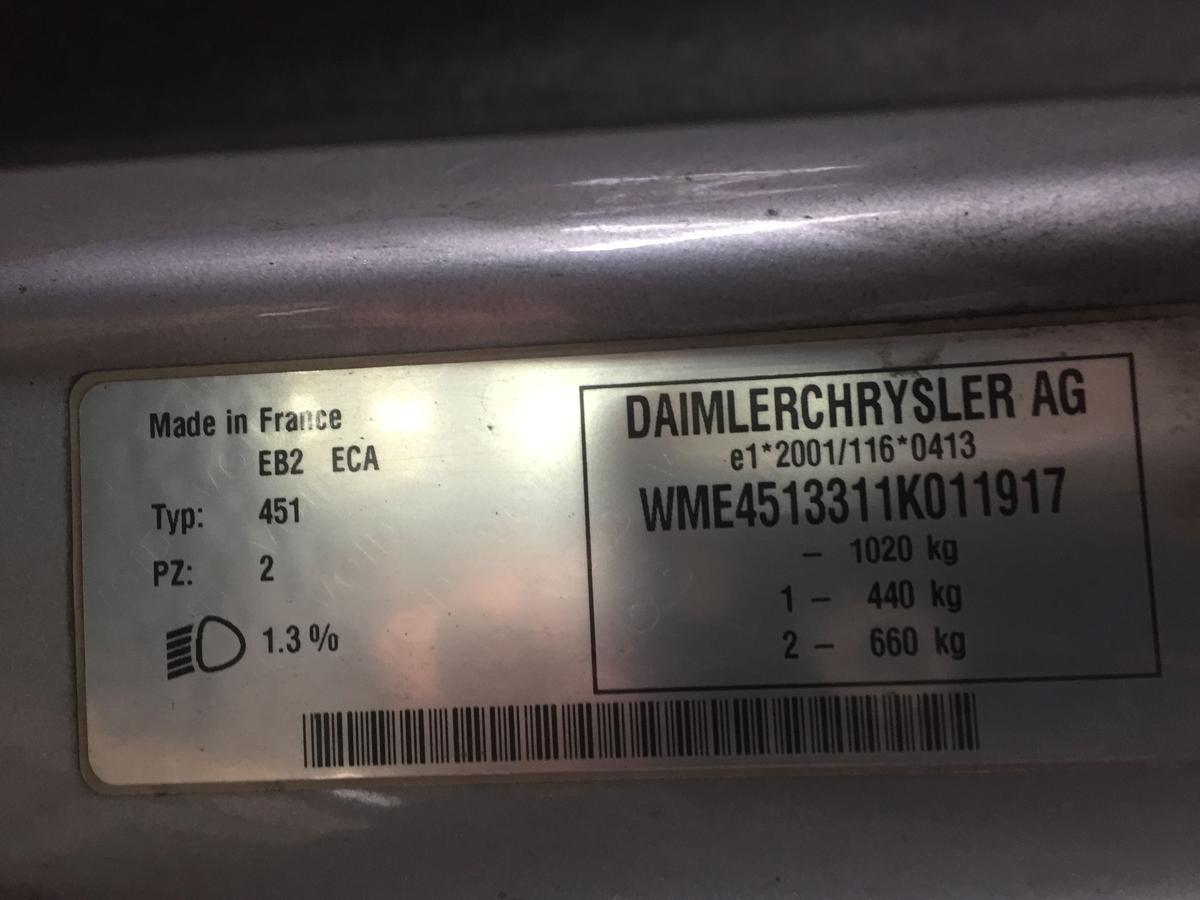 Made in France
EB2 ECA
Typ: 451
PZ: 2
1.3 %
DAIMLERCHRYSLER AG
e1*2001/116*0413
WME4513311K011917
– 1020 kg
1 – 440 kg
2 – 660 kg